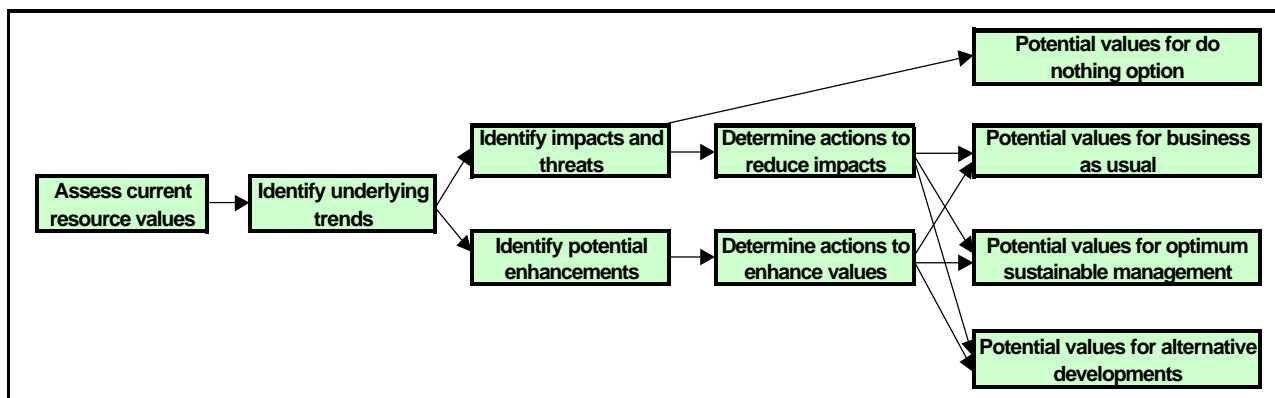 Potential values for do
nothing option
Identify impacts and
threats
Determine actions to
reduce impacts
Potential values for business
as usual
Assess current
resource values
Identify underlying
trends
Identify potential
enhancements
Determine actions to
enhance values
Potential values for optimum
sustainable management
Potential values for alternative
developments